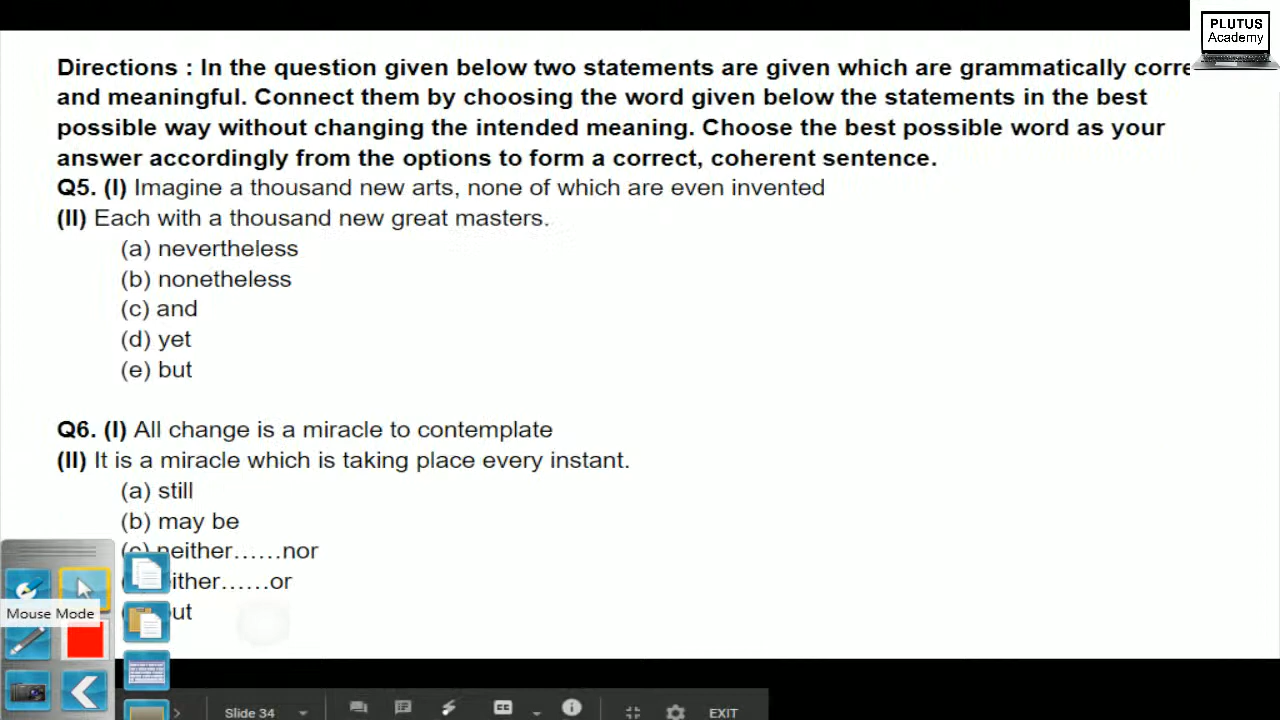 PLUTUS
Academy
Directions : In the question given below two statements are given which are grammatically corre
and meaningful. Connect them by choosing the word given below the statements in the best
possible way without changing the intended meaning. Choose the best possible word as your
answer accordingly from the options to form a correct, coherent sentence.
Q5. (I) Imagine a thousand new arts, none of which are even invented
(II) Each with a thousand new great masters.
(a) nevertheless
(b) nonetheless
(c) and
(d) yet
(e) but
Q6. (I) All change is a miracle to contemplate
(II) It is a miracle which is taking place every instant.
(a) still
(b) may be
(c) neither……nor
ither……or
ut
Mouse Mode
Slide 34
CC
EXIT